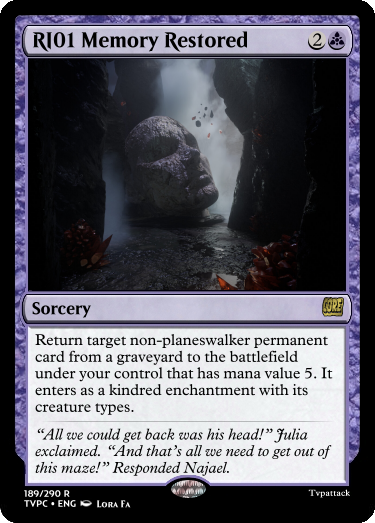 RI01 Memory Restored 2
Sorcery
CORE
Return target non-planeswalker permanent
card from a graveyard to the battlefield
under your control that has mana value 5. It
enters as a kindred enchantment with its
creature types.
“All we could get back was his head!” Julia
exclaimed. “And that’s all we need to get out of
this maze!” Responded Najael.
189/290 R
Tvpattack
TVPC • ENG Lora Fa